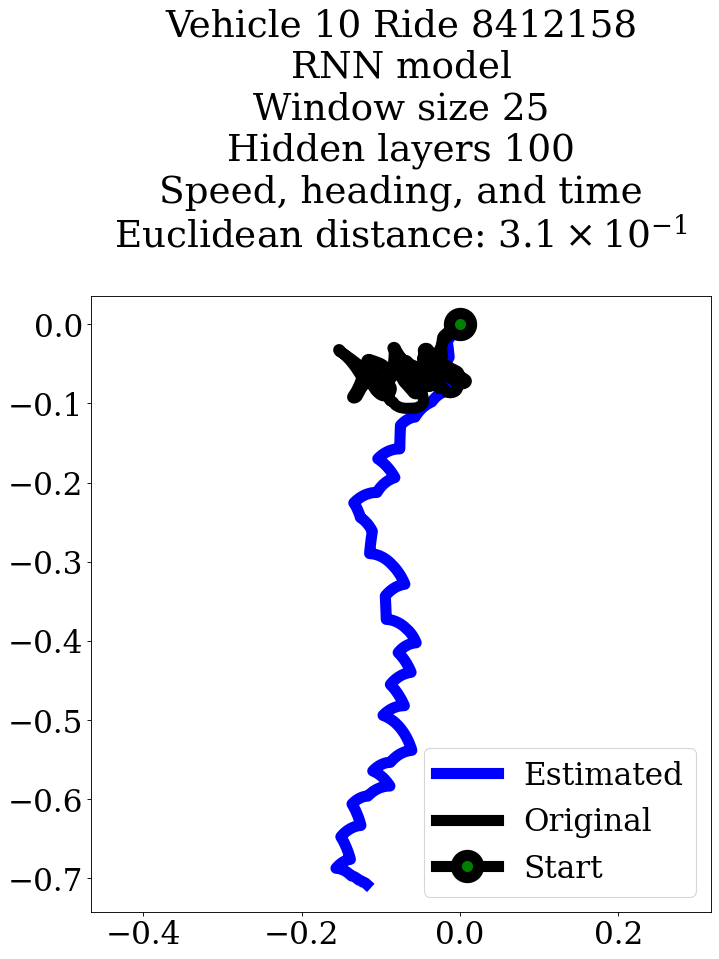 Vehicle 10 Ride 8412158
RNN model
Window size 25
Hidden layers 100
Speed, heading, and time
Euclidean distance: 3.1 × 10⁻¹
0.0
−0.1
−0.2
−0.3
−0.4
−0.5
−0.6
−0.7
Estimated
Original
Start
−0.4 −0.2 0.0 0.2